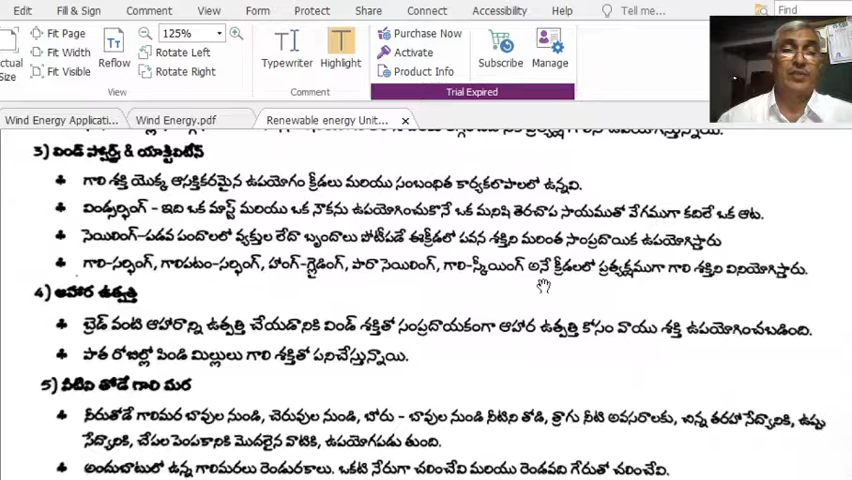 Edit Fill & Sign Comment View Form Protect Share Connect Accessibility Help Tell me... Find
Actual Size Fit Page Fit Width Fit Visible Reflow 125% Rotate Left Rotate Right Typewriter Highlight Purchase Now Activate Product Info Subscribe Manage
View Comment Trial Expired
Wind Energy Applicati... Wind Energy.pdf Renewable energy Unit... ×
3) విండ్ స్పోర్ట్స్ & యాక్టివిటీస్
♣ గాలి శక్తి యొక్క ఆసక్తికరమైన ఉపయోగం క్రీడలు మరియు సంబంధిత కార్యకలాపాలలో ఉన్నవి.
♣ విండ్సర్ఫింగ్ - ఇది ఒక మాస్ట్ మరియు ఒక నౌకను ఉపయోగించుకొనే ఒక మనిషి తెరచాప సాయముతో వేగముగా కదిలే ఒక ఆట.
♣ సెయిలింగ్-పడవ పందాలలో వ్యక్తుల లేదా బృందాలు పోటీపడే ఈక్రీడలో పవన శక్తిని మరింత సాంప్రదాయిక ఉపయోగిస్తారు
♣ గాలి-సర్ఫింగ్, గాలిపటం-సర్ఫింగ్, హాంగ్-గ్లైడింగ్, పారా సెయిలింగ్, గాలి-స్కీయింగ్ అనే క్రీడలలో ప్రత్యక్షముగా గాలి శక్తిని వినియోగిస్తారు.
4) ఆహార ఉత్పత్తి
♣ బ్రెడ్ వంటి ఆహారాన్ని ఉత్పత్తి చేయడానికి విండ్ శక్తితో సంప్రదాయకంగా ఆహార ఉత్పత్తి కోసం వాయు శక్తి ఉపయోగించబడింది.
♣ పాత రోజుల్లో పిండి మిల్లులు గాలి శక్తితో పనిచేస్తున్నాయి.
5) నీటిని తోడే గాలి మర
♣ నీరుతోడే గాలిమర బావుల నుండి, చెరువుల నుండి, బోరు - బావుల నుండి నీటిని తోడి, త్రాగు నీటి అవసరాలకు, చిన్న తరహా సేద్యానికి, ఉప్పు
సేద్యానికి, చేపల పెంపకానికి మొదలైన వాటికి, ఉపయోగపడు తుంది.
♣ అందుబాటులో ఉన్న గాలిమరలు రెండురకాలు. ఒకటి నేరుగా చలించేవి మరియు రెండవది గేరుతో చలించేవి.